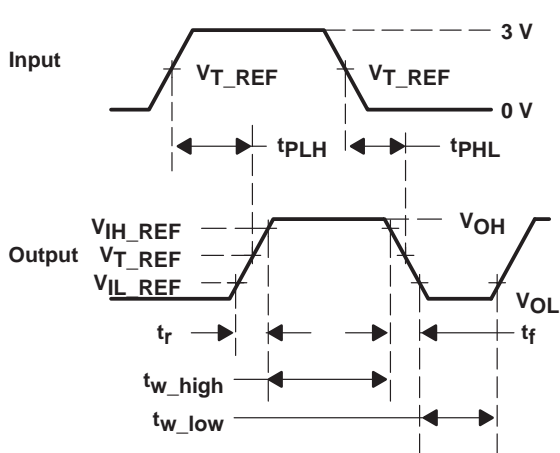 3 V
Input
VT_REF
VT_REF
0 V
tPLH
tPHL
VIH_REF
VOH
Output
VT_REF
VIL_REF
VOL
tr
tf
tw_high
tw_low